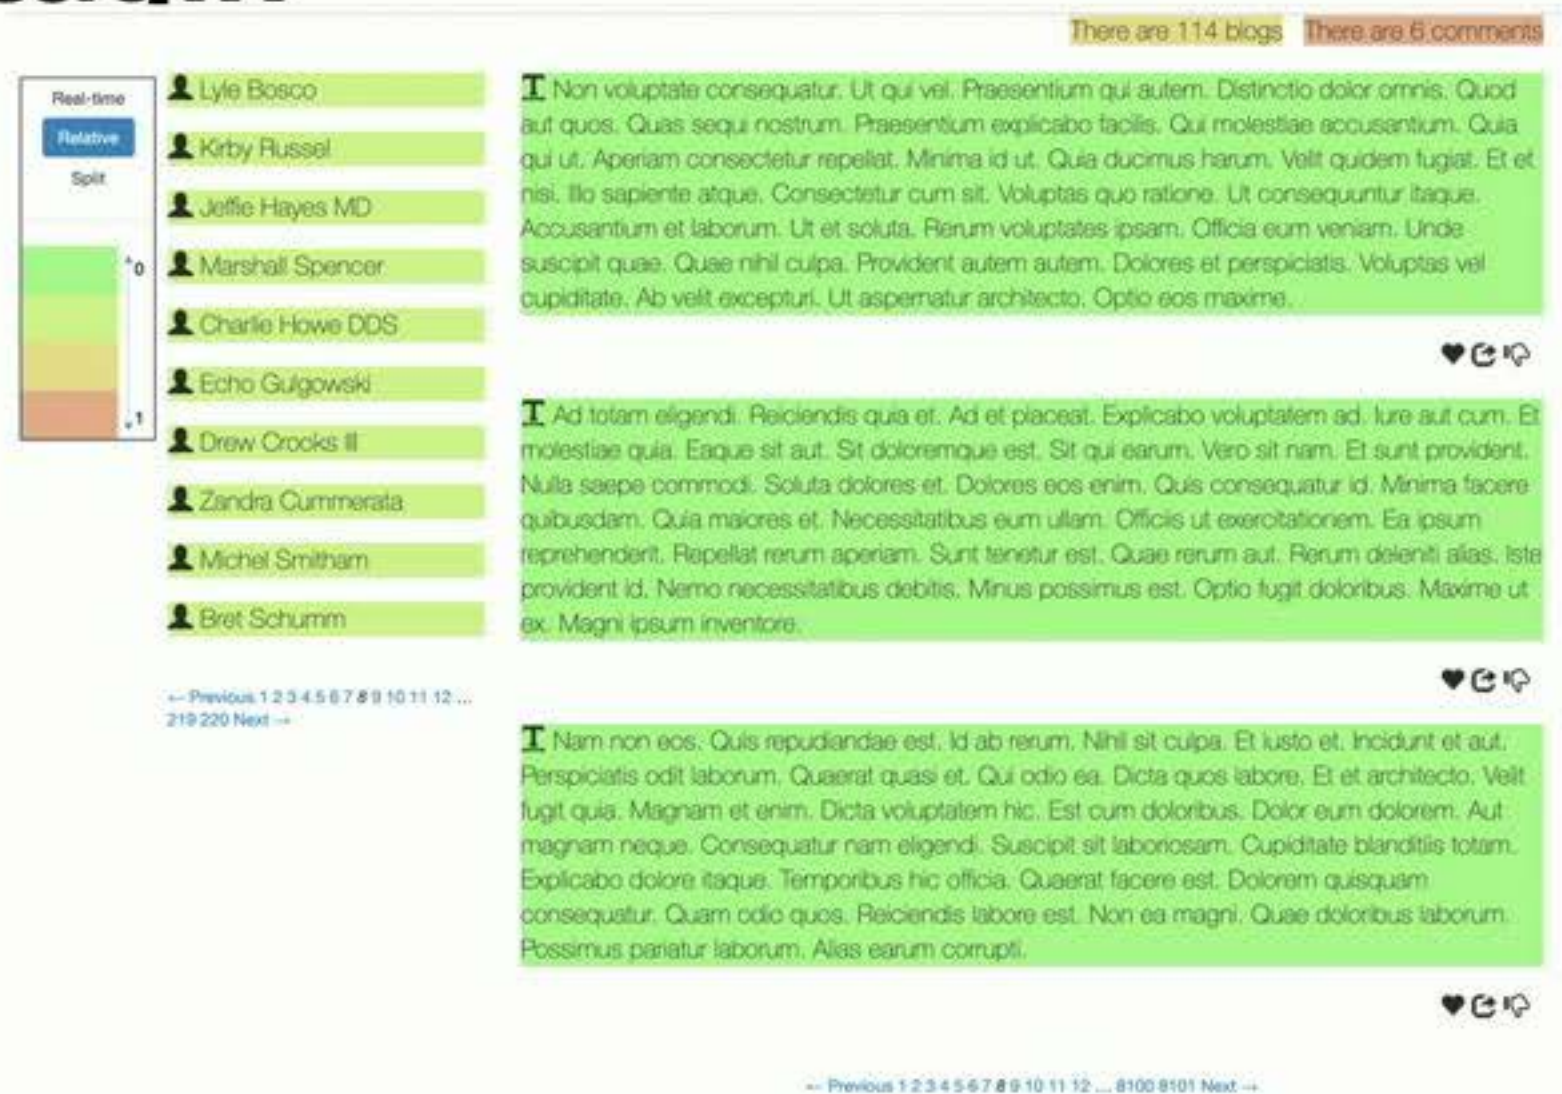 There are 114 blogs There are 6 comments
Real-time
Relative
Split
0
1
Lyle Bosco
Kirby Russel
Jeffie Hayes MD
Marshall Spencer
Charlie Howe DDS
Echo Gulgowski
Drew Crooks III
Zandra Cummerata
Michel Smitham
Bret Schumm
← Previous 1 2 3 4 5 6 7 8 9 10 11 12 ...
219 220 Next →
Non voluptate consequatur. Ut qui vel. Praesentium qui autem. Distinctio dolor omnis. Quod
aut quos. Quas sequi nostrum. Praesentium explicabo facilis. Qui molestiae accusantium. Quia
qui ut. Aperiam consectetur repellat. Minima id ut. Quia ducimus harum. Velit quidem fugiat. Et et
nisi. Illo sapiente atque. Consectetur cum sit. Voluptas quo ratione. Ut consequuntur itaque.
Accusantium et laborum. Ut et soluta. Rerum voluptates ipsam. Officia eum veniam. Unde
suscipit quae. Quae nihil culpa. Provident autem autem. Dolores et perspiciatis. Voluptas vel
cupiditate. Ab velit excepturi. Ut aspernatur architecto. Optio eos maxime.
Ad totam eligendi. Reiciendis quia et. Ad et placeat. Explicabo voluptatem ad. Iure aut cum. Et
molestiae quia. Eaque sit aut. Sit doloremque est. Sit qui earum. Vero sit nam. Et sunt provident.
Nulla saepe commodi. Soluta dolores et. Dolores eos enim. Quis consequatur id. Minima facere
quibusdam. Quia maiores et. Necessitatibus eum ullam. Officiis ut exercitationem. Ea ipsum
reprehenderit. Repellat rerum aperiam. Sunt tenetur est. Quae rerum aut. Rerum deleniti alias. Iste
provident id. Nemo necessitatibus debitis. Minus possimus est. Optio fugit doloribus. Maxime ut
ex. Magni ipsum inventore.
Nam non eos. Quis repudiandae est. Id ab rerum. Nihil sit culpa. Et iusto et. Incidunt et aut.
Perspiciatis odit laborum. Quaerat quasi et. Qui odio ea. Dicta quos labore. Et et architecto. Velit
fugit quia. Magnam et enim. Dicta voluptatem hic. Est cum doloribus. Dolor eum dolorem. Aut
magnam neque. Consequatur nam eligendi. Suscipit sit laboriosam. Cupiditate blanditiis totam.
Explicabo dolore itaque. Temporibus hic officia. Quaerat facere est. Dolorem quisquam
consequatur. Quam odio quos. Reiciendis labore est. Non ea magni. Quae doloribus laborum.
Possimus pariatur laborum. Alias earum corrupti.
← Previous 1 2 3 4 5 6 7 8 9 10 11 12 ... 8100 8101 Next →